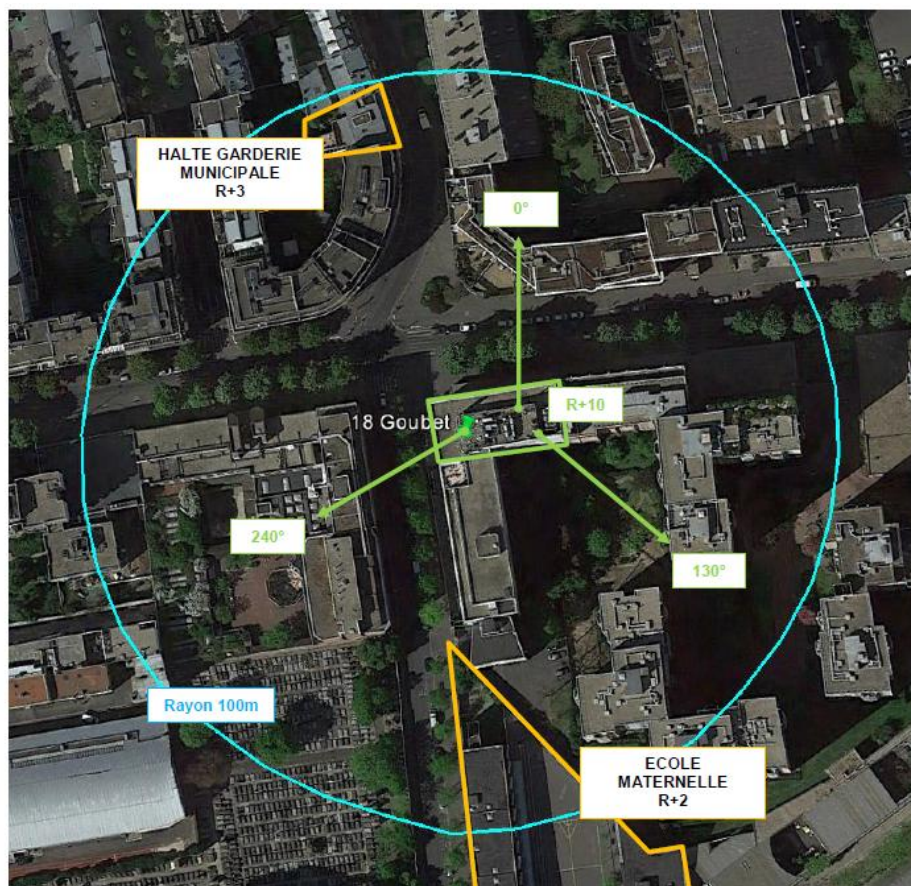 HALTE GARDERIE
MUNICIPALE
R+3
0°
R+10
18 Goubet
240°
130°
Rayon 100m
ECOLE
MATERNELLE
R+2